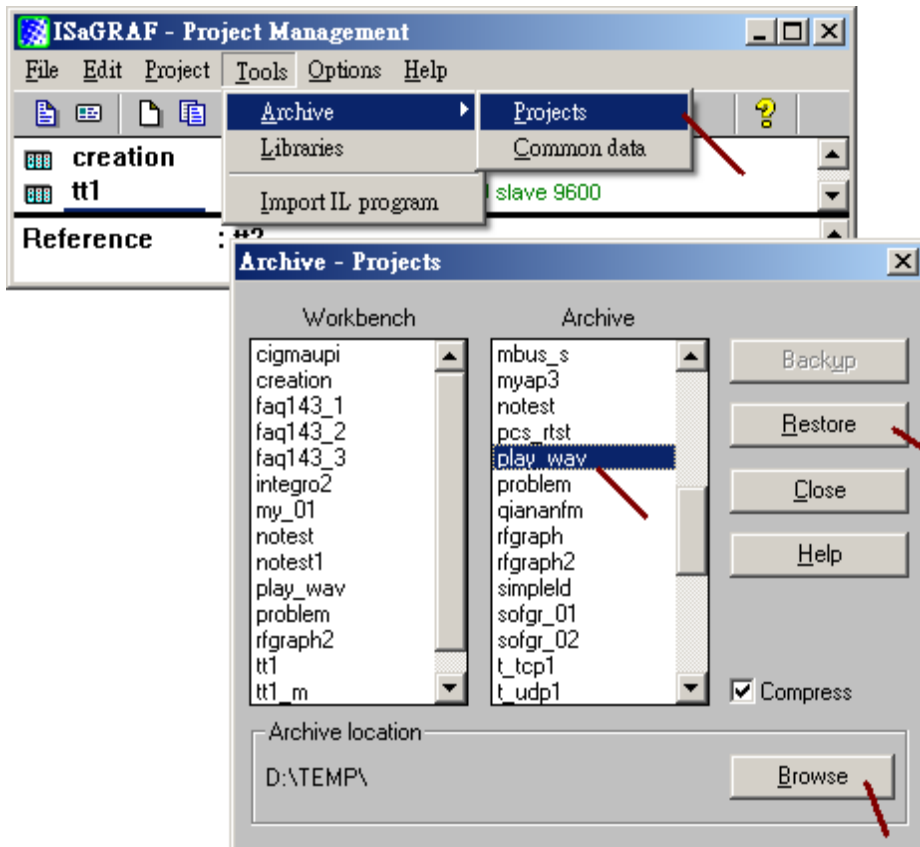 ISaGRAF - Project Management
File Edit Project Tools Options Help
Archive
Libraries
Import IL program
Projects
Common data
creation
tt1
slave 9600
Reference :
Archive - Projects
Workbench
cigmaupi
creation
faq143_1
faq143_2
faq143_3
integro2
my_01
notest
notest1
play_wav
problem
rfgraph2
tt1
tt1_m
Archive
mbus_s
myap3
notest
pcs_rtst
play_wav
problem
qiananfm
rfgraph
rfgraph2
simpleld
sofgr_01
sofgr_02
t_tcp1
t_udp1
Backup
Restore
Close
Help
Compress
Archive location
D:\TEMP\
Browse